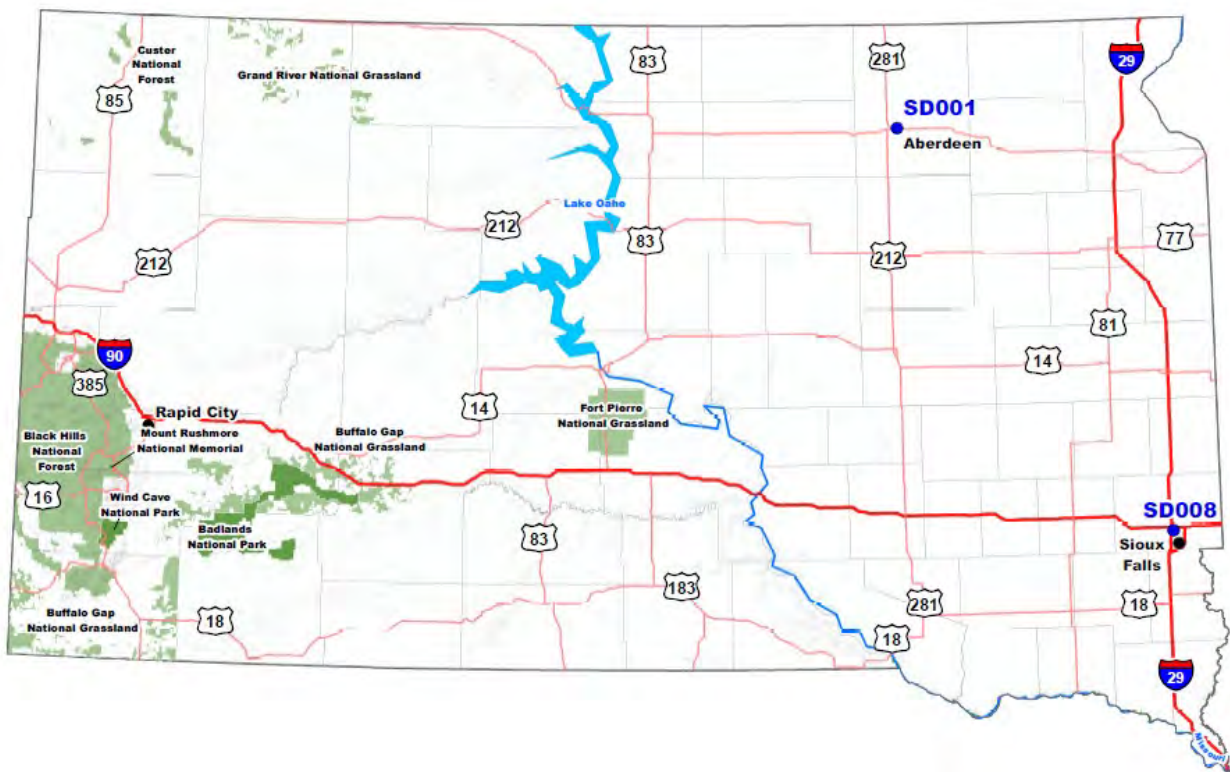 Custer
National
Forest
Grand River National Grassland
83
281
29
85
SD001
Aberdeen
Lake Oahe
212
83
77
212
212
81
90
14
385
14
Rapid City
Mount Rushmore
National Memorial
Fort Pierre
National Grassland
Black Hills
National
Forest
Buffalo Gap
National Grassland
16
Wind Cave
National Park
SD008
Badlands
National Park
83
Sioux
Falls
183
281
18
Buffalo Gap
National Grassland
18
18
29
Missouri